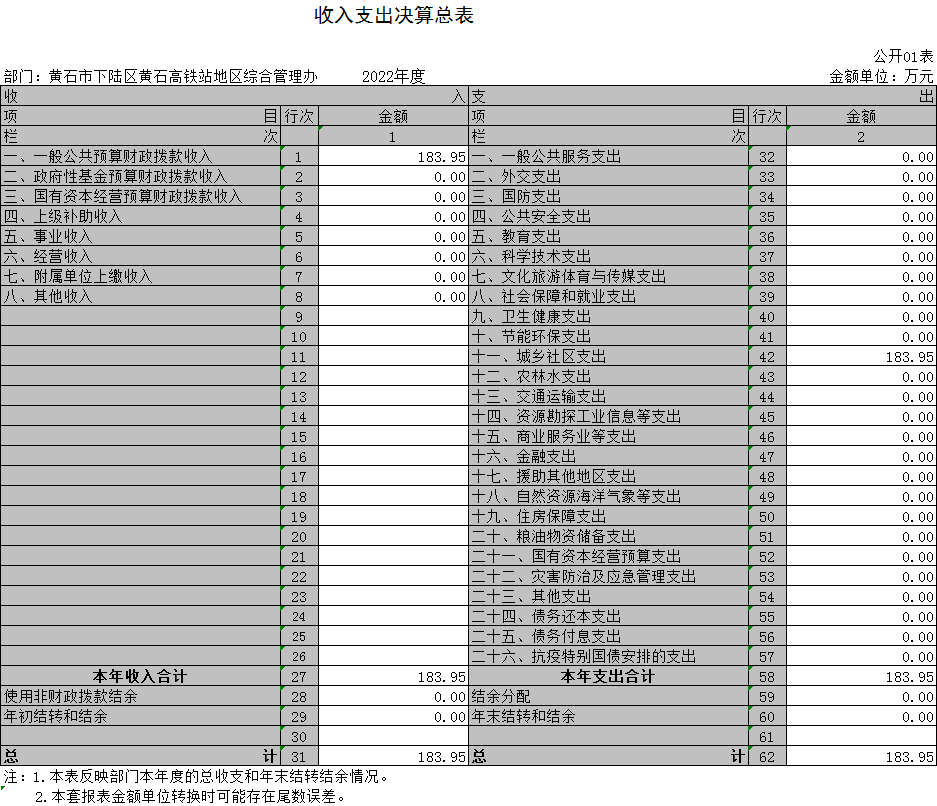 收入支出决算总表
公开01表
部门：黄石市下陆区黄石高铁站地区综合管理办 2022年度 金额单位：万元
收 入 支 出
项 目 行次 金额 项 目 行次 金额
栏 次 1 栏 次 2
一、一般公共预算财政拨款收入 1 183.95 一、一般公共服务支出 32 0.00
二、政府性基金预算财政拨款收入 2 0.00 二、外交支出 33 0.00
三、国有资本经营预算财政拨款收入 3 0.00 三、国防支出 34 0.00
四、上级补助收入 4 0.00 四、公共安全支出 35 0.00
五、事业收入 5 0.00 五、教育支出 36 0.00
六、经营收入 6 0.00 六、科学技术支出 37 0.00
七、附属单位上缴收入 7 0.00 七、文化旅游体育与传媒支出 38 0.00
八、其他收入 8 0.00 八、社会保障和就业支出 39 0.00
9 九、卫生健康支出 40 0.00
10 十、节能环保支出 41 0.00
11 十一、城乡社区支出 42 183.95
12 十二、农林水支出 43 0.00
13 十三、交通运输支出 44 0.00
14 十四、资源勘探工业信息等支出 45 0.00
15 十五、商业服务业等支出 46 0.00
16 十六、金融支出 47 0.00
17 十七、援助其他地区支出 48 0.00
18 十八、自然资源海洋气象等支出 49 0.00
19 十九、住房保障支出 50 0.00
20 二十、粮油物资储备支出 51 0.00
21 二十一、国有资本经营预算支出 52 0.00
22 二十二、灾害防治及应急管理支出 53 0.00
23 二十三、其他支出 54 0.00
24 二十四、债务还本支出 55 0.00
25 二十五、债务付息支出 56 0.00
26 二十六、抗疫特别国债安排的支出 57 0.00
本年收入合计 27 183.95 本年支出合计 58 183.95
使用非财政拨款结余 28 0.00 结余分配 59 0.00
年初结转和结余 29 0.00 年末结转和结余 60 0.00
30 61
总 计 31 183.95 总 计 62 183.95
注：1.本表反映部门本年度的总收支和年末结转结余情况。
2.本套报表金额单位转换时可能存在尾数误差。